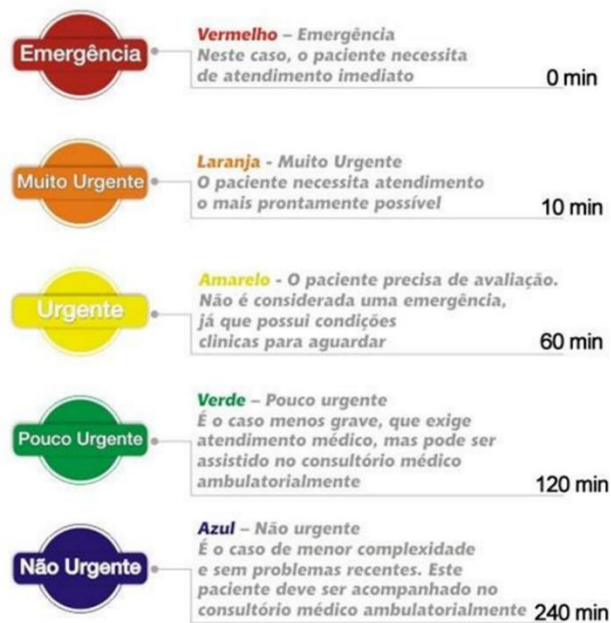 Emergência
Vermelho – Emergência
Neste caso, o paciente necessita
de atendimento imediato
0 min
Muito Urgente
Laranja - Muito Urgente
O paciente necessita atendimento
o mais prontamente possível
10 min
Urgente
Amarelo - O paciente precisa de avaliação.
Não é considerada uma emergência,
já que possui condições
clinicas para aguardar
60 min
Pouco Urgente
Verde – Pouco urgente
É o caso menos grave, que exige
atendimento médico, mas pode ser
assistido no consultório médico
ambulatorialmente
120 min
Não Urgente
Azul – Não urgente
É o caso de menor complexidade
e sem problemas recentes. Este
paciente deve ser acompanhado no
consultório médico ambulatorialmente
240 min